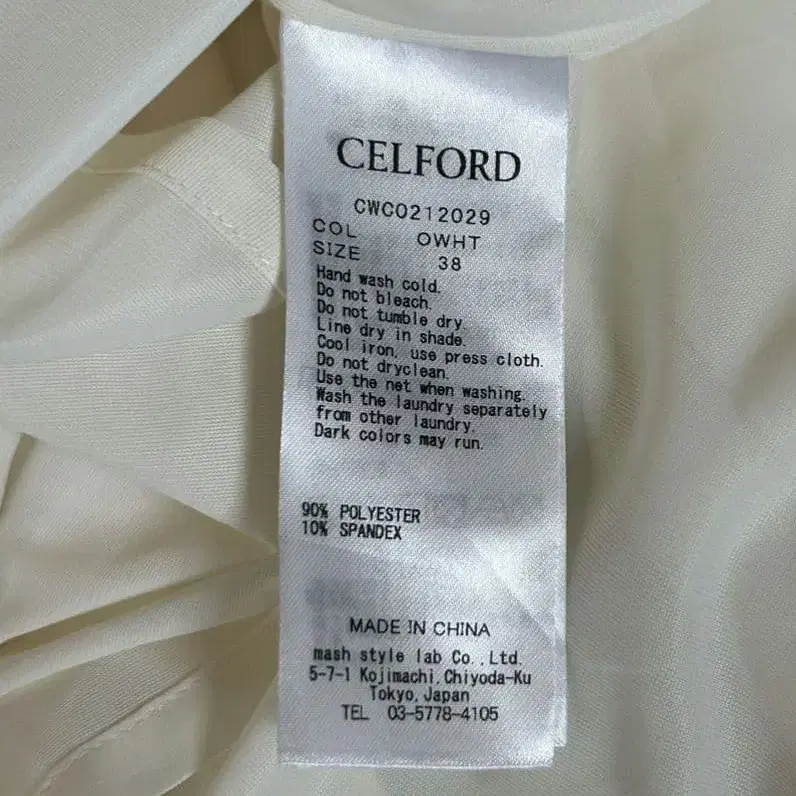 CELFORD
CWC0212029
COL OWHT
SIZE 38
Hand wash cold.
Do not bleach.
Do not tumble dry.
Line dry in shade.
Cool iron, use press cloth.
Do not dryclean.
Use the net when washing.
Wash the laundry separately
from other laundry.
Dark colors may run.
90% POLYESTER
10% SPANDEX
MADE IN CHINA
mash style lab Co.,Ltd.
5-7-1 Kojimachi,Chiyoda-Ku
Tokyo,Japan
TEL 03-5778-4105